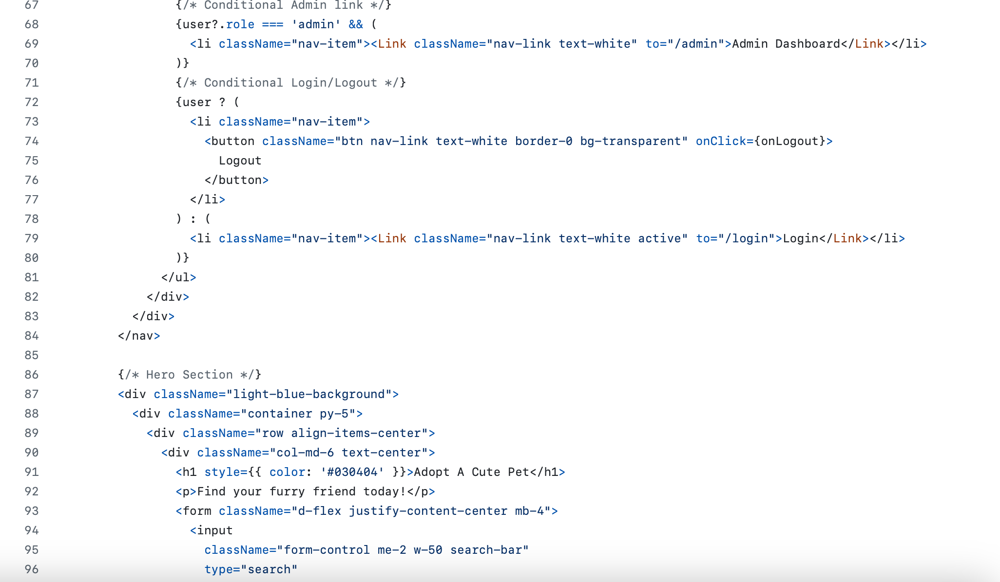 67 {/* Conditional Admin link */}
68 {user?.role === 'admin' && (
69 <li className="nav-item"><Link className="nav-link text-white" to="/admin">Admin Dashboard</Link></li>
70 )}
71 {/* Conditional Login/Logout */}
72 {user ? (
73 <li className="nav-item">
74 <button className="btn nav-link text-white border-0 bg-transparent" onClick={onLogout}>
75 Logout
76 </button>
77 </li>
78 ) : (
79 <li className="nav-item"><Link className="nav-link text-white active" to="/login">Login</Link></li>
80 )}
81 </ul>
82 </div>
83 </div>
84 </nav>
85
86 {/* Hero Section */}
87 <div className="light-blue-background">
88 <div className="container py-5">
89 <div className="row align-items-center">
90 <div className="col-md-6 text-center">
91 <h1 style={{ color: '#030404' }}>Adopt A Cute Pet</h1>
92 <p>Find your furry friend today!</p>
93 <form className="d-flex justify-content-center mb-4">
94 <input
95 className="form-control me-2 w-50 search-bar"
96 type="search"